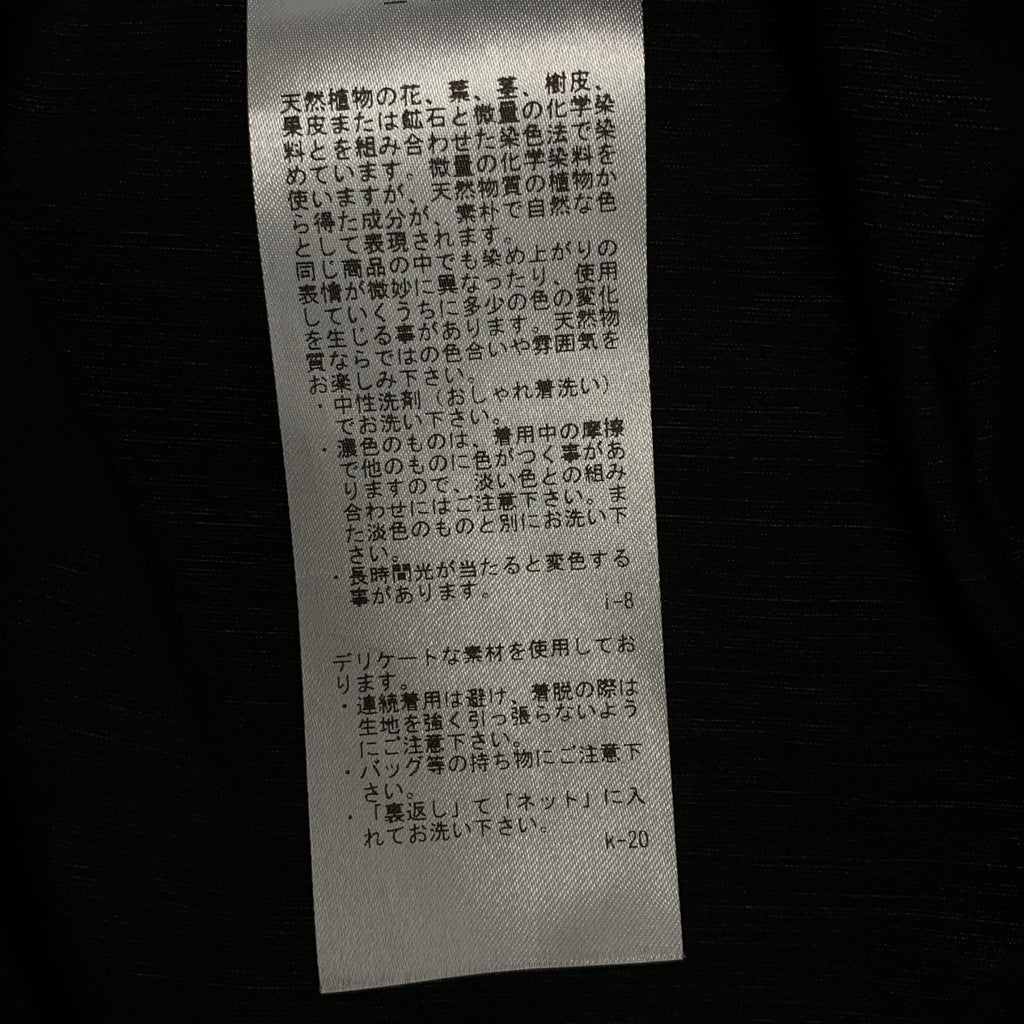 天然植物の花、葉、茎、樹皮、
果皮または鉱石と微量の化学染
料とを組み合わせた染色法で染
めています。微量の化学染料を
使いますが、天然物質の植物か
ら得た成分が、素朴で自然な色
として表現されます。
同じ商品の中でも染め上がりの
表情が微妙に異なったり、使用
していくうちに多少の色の変化
を生じる事があります。天然物
質ならではの色合いや雰囲気を
お楽しみ下さい。
・中性洗剤（おしゃれ着洗い）
でお洗い下さい。
・濃色のものは、着用中の摩擦
で他のものに色がつく事があ
りますので、淡い色との組み
合わせにはご注意下さい。ま
た淡色のものと別にお洗い下
さい。
・長時間光が当たると変色する
事があります。
i-8
デリケートな素材を使用してお
ります。
・連続着用は避け、着脱の際は
生地を強く引っ張らないよう
にご注意下さい。
・バッグ等の持ち物にご注意下
さい。
・「裏返し」て「ネット」に入
れてお洗い下さい。
k-20